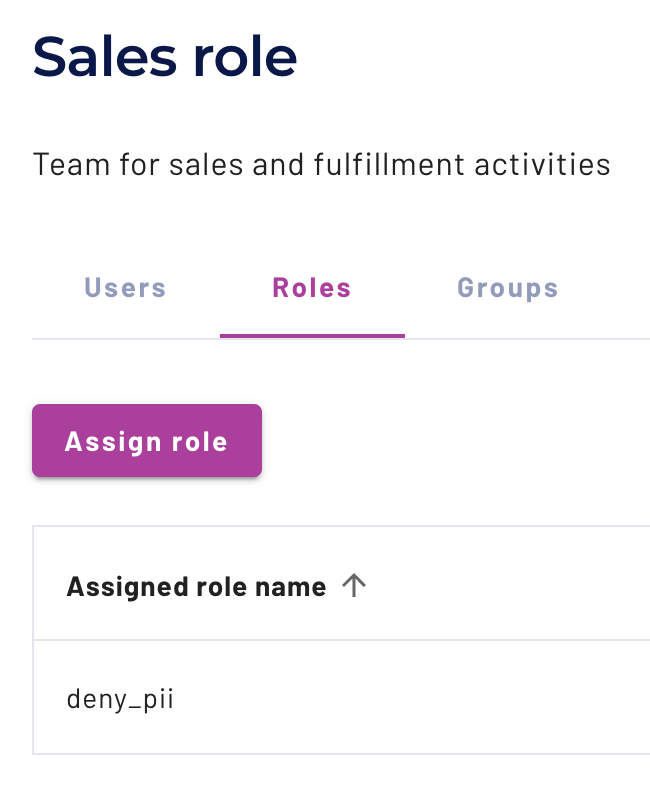 Sales role
Team for sales and fulfillment activities
Users Roles Groups
Assign role
Assigned role name ↑
deny_pii